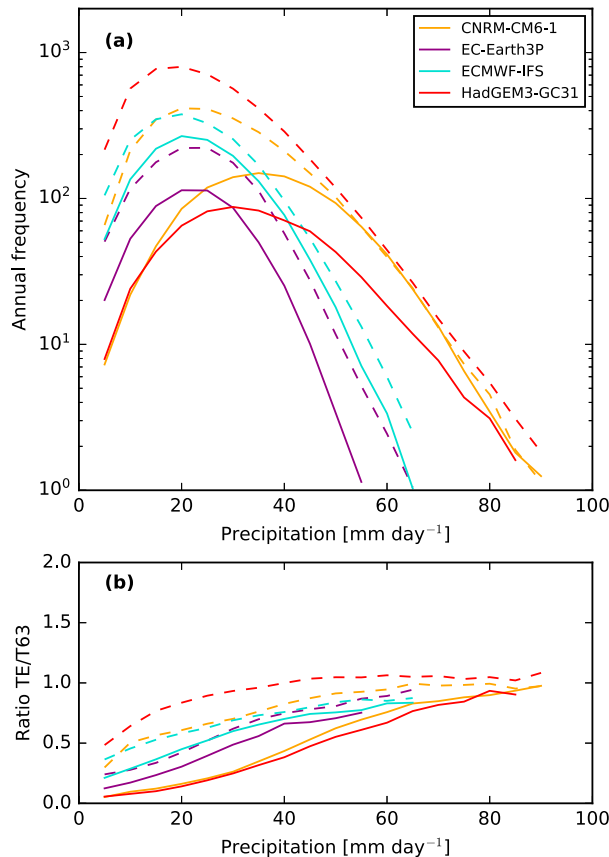 (a)
CNRM-CM6-1
EC-Earth3P
ECMWF-IFS
HadGEM3-GC31
10³
10²
10¹
10⁰
Annual frequency
0 20 40 60 80 100
Precipitation [mm day⁻¹]
(b)
2.0
1.5
1.0
0.5
0.0
Ratio TE/T63
0 20 40 60 80 100
Precipitation [mm day⁻¹]